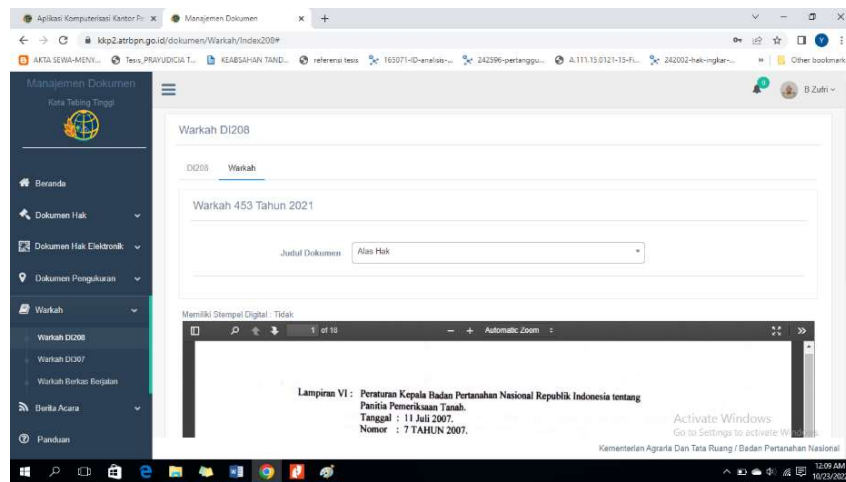 Aplikasi Komputerisasi Kantor Pe
Manajemen Dokumen
kkp2.atrbpn.go.id/dokumen/Warkah/Index208#
AKTA SEWA-MENY...
Tesis_PRAYUDICIA T...
KEABSAHAN TAND...
referensi tesis
165071-ID-analisis-...
242596-pertanggu...
A.111.15.0121-15-Fi...
242002-hak-ingkar-...
Other bookmark
Manajemen Dokumen
Kota Tebing Tinggi
0
B Zufri
Warkah DI208
DI208 Warkah
Beranda
Warkah 453 Tahun 2021
Dokumen Hak
Dokumen Hak Elektronik
Judul Dokumen Alas Hak
Dokumen Pengukuran
Warkah
Memiliki Stempel Digital : Tidak
1 of 18
Automatic Zoom
Warkah DI208
Warkah DI307
Warkah Berkas Berjalan
Berita Acara
Panduan
Lampiran VI : Peraturan Kepala Badan Pertanahan Nasional Republik Indonesia tentang
Panitia Pemeriksaan Tanah.
Tanggal : 11 Juli 2007.
Nomor : 7 TAHUN 2007.
Activate Windows
Go to Settings to activate Windows.
Kementerian Agraria Dan Tata Ruang / Badan Pertanahan Nasional
12:09 AM
10/23/2022